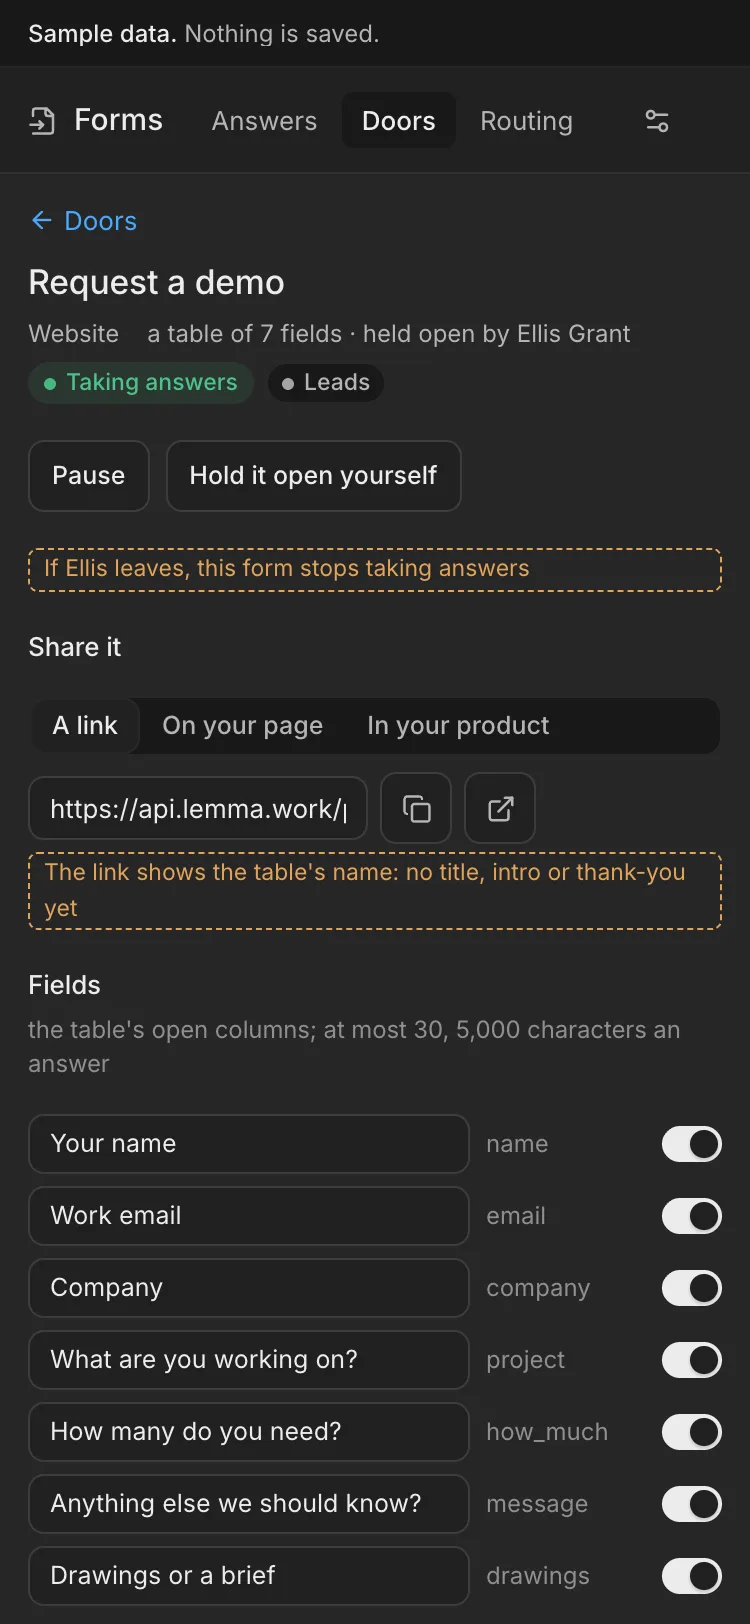 Sample data. Nothing is saved.
Forms Answers Doors Routing
Doors
Request a demo
Website a table of 7 fields · held open by Ellis Grant
Taking answers Leads
Pause Hold it open yourself
If Ellis leaves, this form stops taking answers
Share it
A link On your page In your product
https://api.lemma.work/
The link shows the table's name: no title, intro or thank-you
yet
Fields
the table's open columns; at most 30, 5,000 characters an
answer
Your name name
Work email email
Company company
What are you working on? project
How many do you need? how_much
Anything else we should know? message
Drawings or a brief drawings